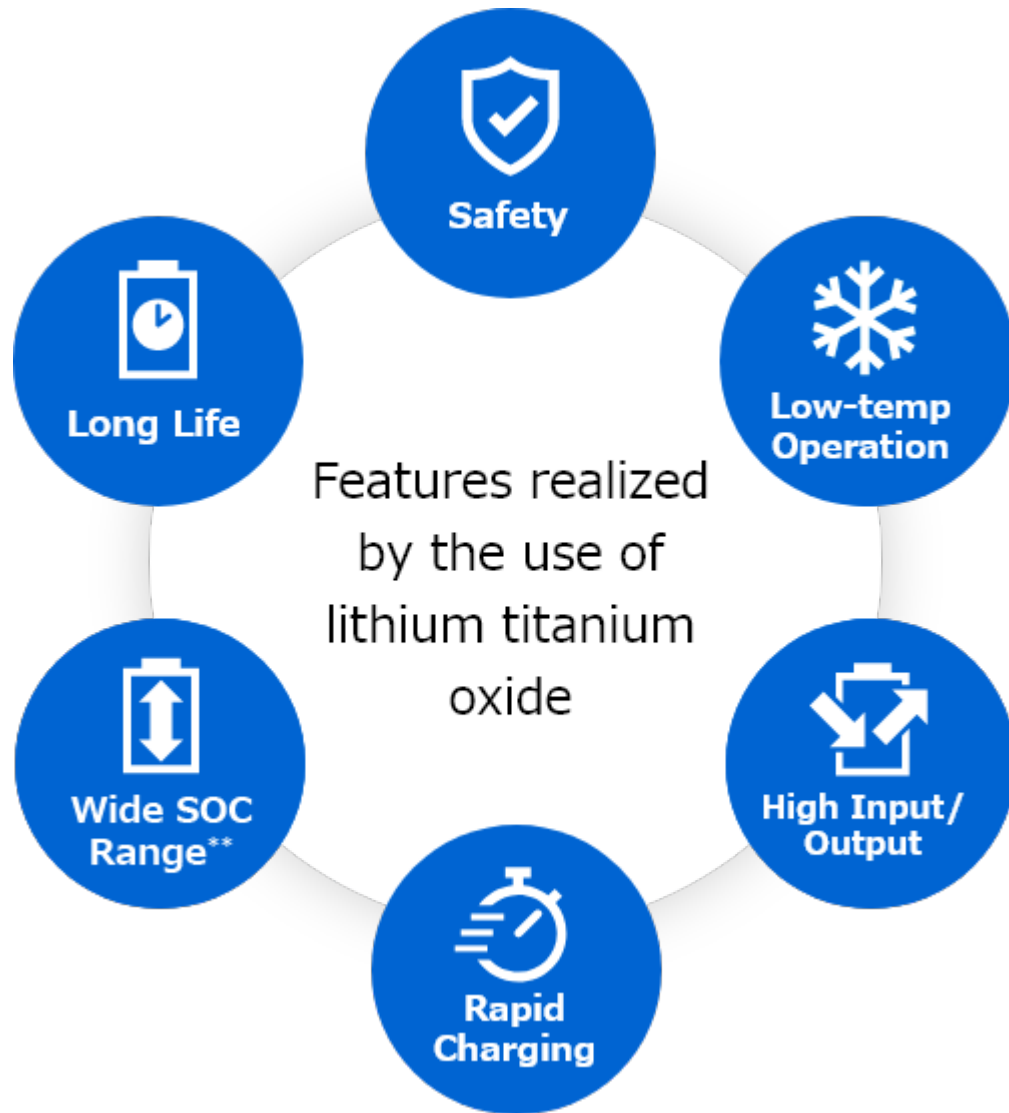 Safety
Low-temp
Operation
High Input/
Output
Rapid
Charging
Wide SOC
Range**
Long Life
Features realized
by the use of
lithium titanium
oxide